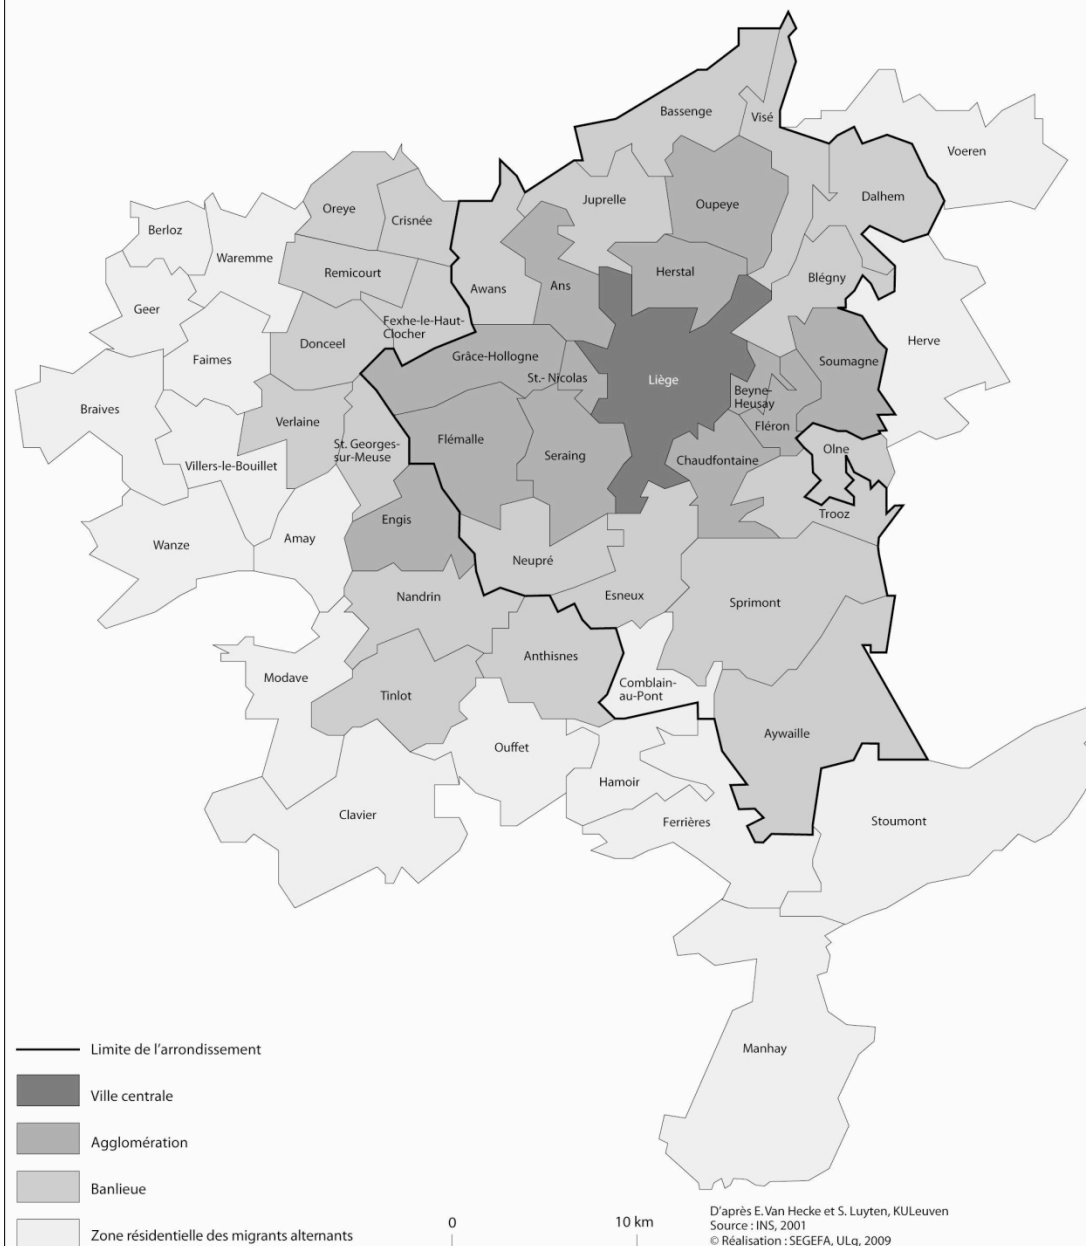 Bassenge
Visé
Voeren
Dalhem
Juprelle
Oupeye
Oreye
Crisnée
Berloz
Waremme
Remicourt
Herstal
Blégny
Awans
Ans
Geer
Fexhe-le-Haut-
Clocher
Donceel
Faimes
Herve
Grâce-Hollogne
Soumagne
St.- Nicolas
Liège
Beyne-
Heusay
Braives
Verlaine
Fléron
St. Georges-
sur-Meuse
Flémalle
Olne
Seraing
Chaudfontaine
Villers-le-Bouillet
Trooz
Engis
Amay
Wanze
Neupré
Esneux
Nandrin
Sprimont
Anthisnes
Modave
Comblain-
au-Pont
Tinlot
Aywaille
Ouffet
Hamoir
Clavier
Ferrières
Stoumont
Manhay
Limite de l'arrondissement
Ville centrale
Agglomération
Banlieue
Zone résidentielle des migrants alternants
0
10 km
D'après E. Van Hecke et S. Luyten, KULeuven
Source : INS, 2001
© Réalisation : SEGEFA, ULg, 2009